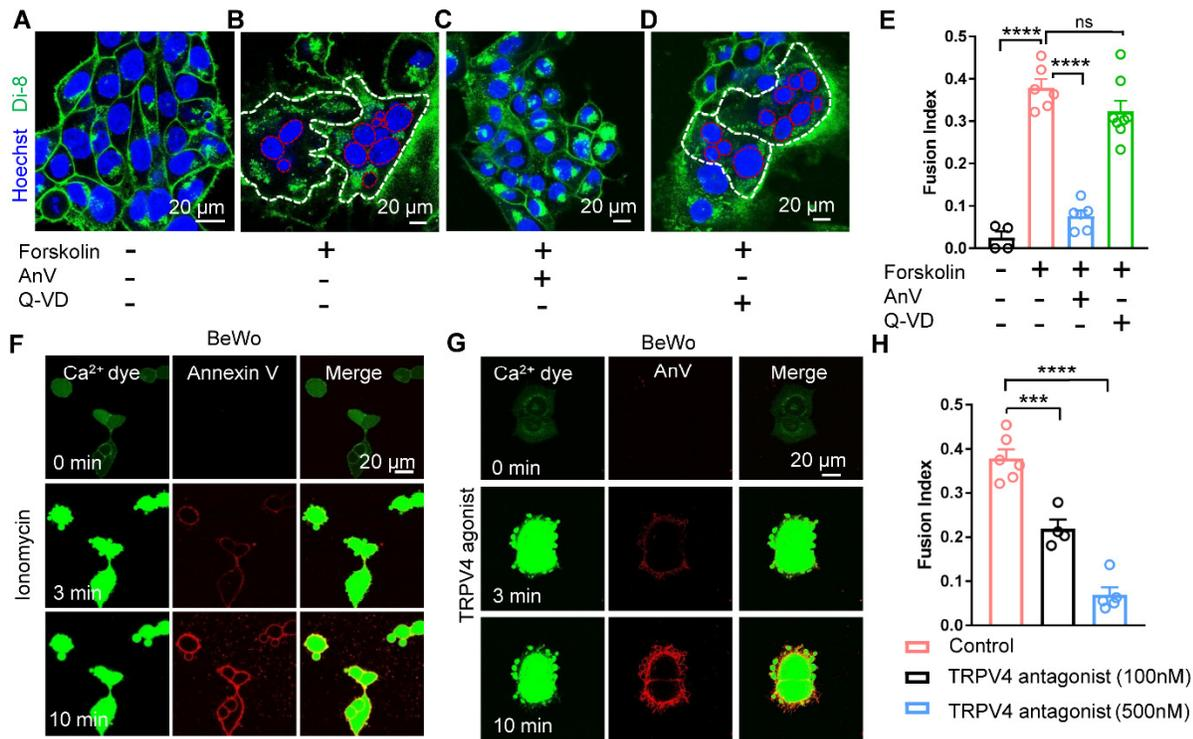 A
B
C
D
Hoechst Di-8
20 µm
20 µm
20 µm
20 µm
Forskolin - + + +
AnV - - + -
Q-VD - - - +
E
Fusion Index
0.5
0.4
0.3
0.2
0.1
0.0
****
****
ns
Forskolin - + + +
AnV - - + -
Q-VD - - - +
F
BeWo
Ca²⁺ dye Annexin V Merge
Ionomycin
0 min
20 µm
3 min
10 min
G
BeWo
Ca²⁺ dye AnV Merge
TRPV4 agonist
0 min
20 µm
3 min
10 min
H
****
***
Fusion Index
0.5
0.4
0.3
0.2
0.1
0.0
Control
TRPV4 antagonist (100nM)
TRPV4 antagonist (500nM)